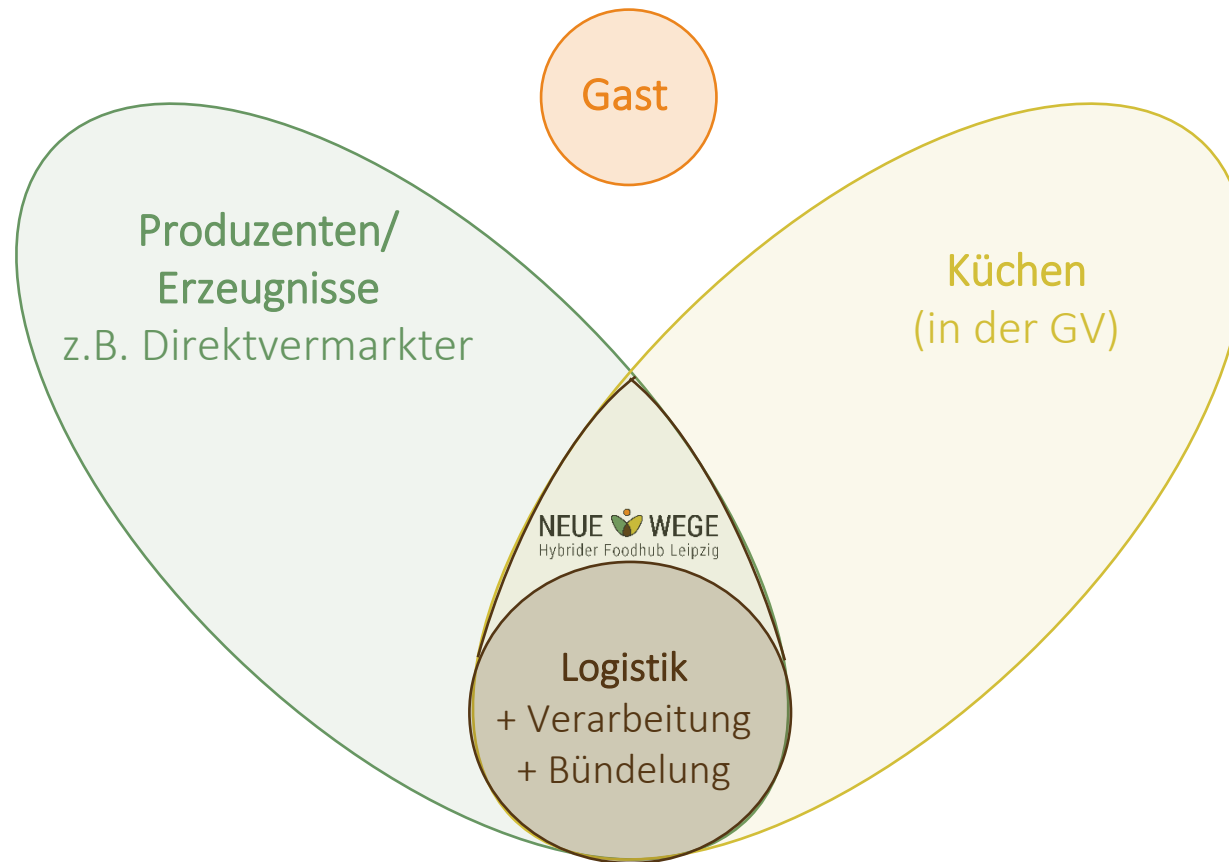 Gast
Produzenten/
Erzeugnisse
z.B. Direktvermarkter
Küchen
(in der GV)
NEUE WEGE
Hybrider Foodhub Leipzig
Logistik
+ Verarbeitung
+ Bündelung